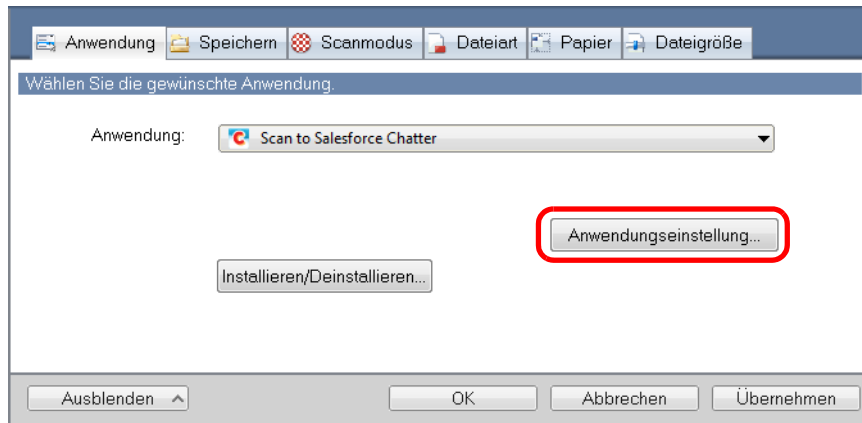 Anwendung Speichern Scanmodus Dateiart Papier Dateigröße
Wählen Sie die gewünschte Anwendung.
Anwendung: Scan to Salesforce Chatter
Anwendungseinstellung...
Installieren/Deinstallieren...
Ausblenden OK Abbrechen Übernehmen